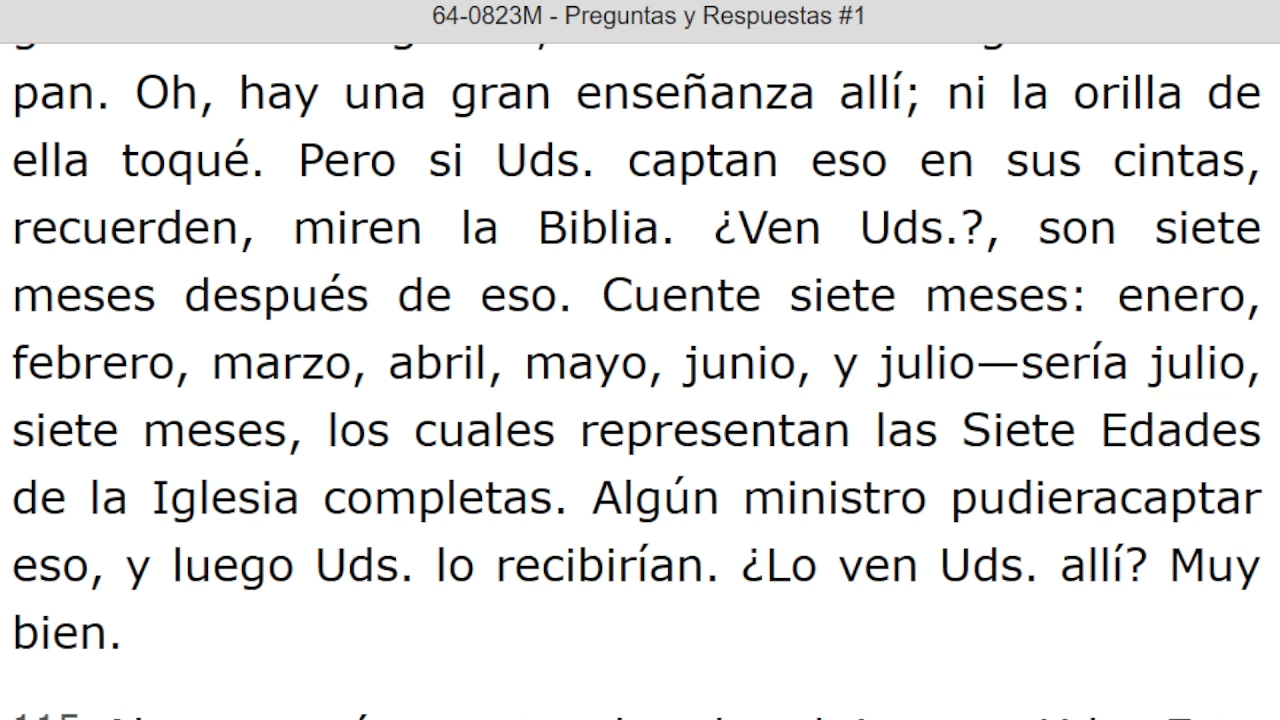 64-0823M - Preguntas y Respuestas #1
pan. Oh, hay una gran enseñanza allí; ni la orilla de
ella toqué. Pero si Uds. captan eso en sus cintas,
recuerden, miren la Biblia. ¿Ven Uds.?, son siete
meses después de eso. Cuente siete meses: enero,
febrero, marzo, abril, mayo, junio, y julio—sería julio,
siete meses, los cuales representan las Siete Edades
de la Iglesia completas. Algún ministro pudieracaptar
eso, y luego Uds. lo recibirían. ¿Lo ven Uds. allí? Muy
bien.
115